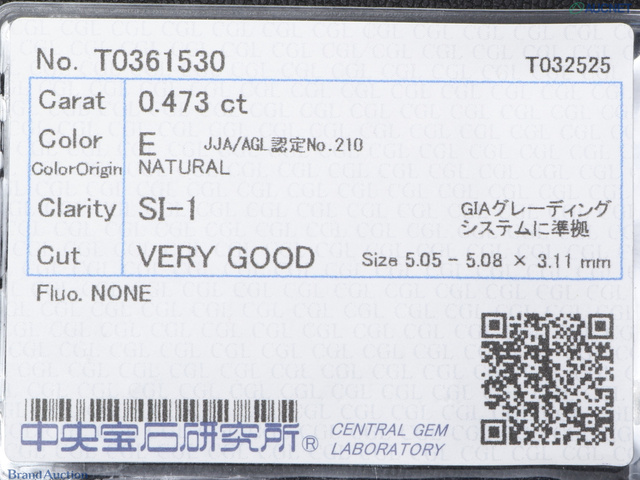 No. T0361530
T032525
Carat 0.473 ct
Color E JJA/AGL認定No.210
ColorOrigin NATURAL
Clarity SI-1
GIAグレーディング
システムに準拠
Cut VERY GOOD Size 5.05 - 5.08 × 3.11 mm
Fluo. NONE
中央宝石研究所® CENTRAL GEM
LABORATORY
BrandAuction